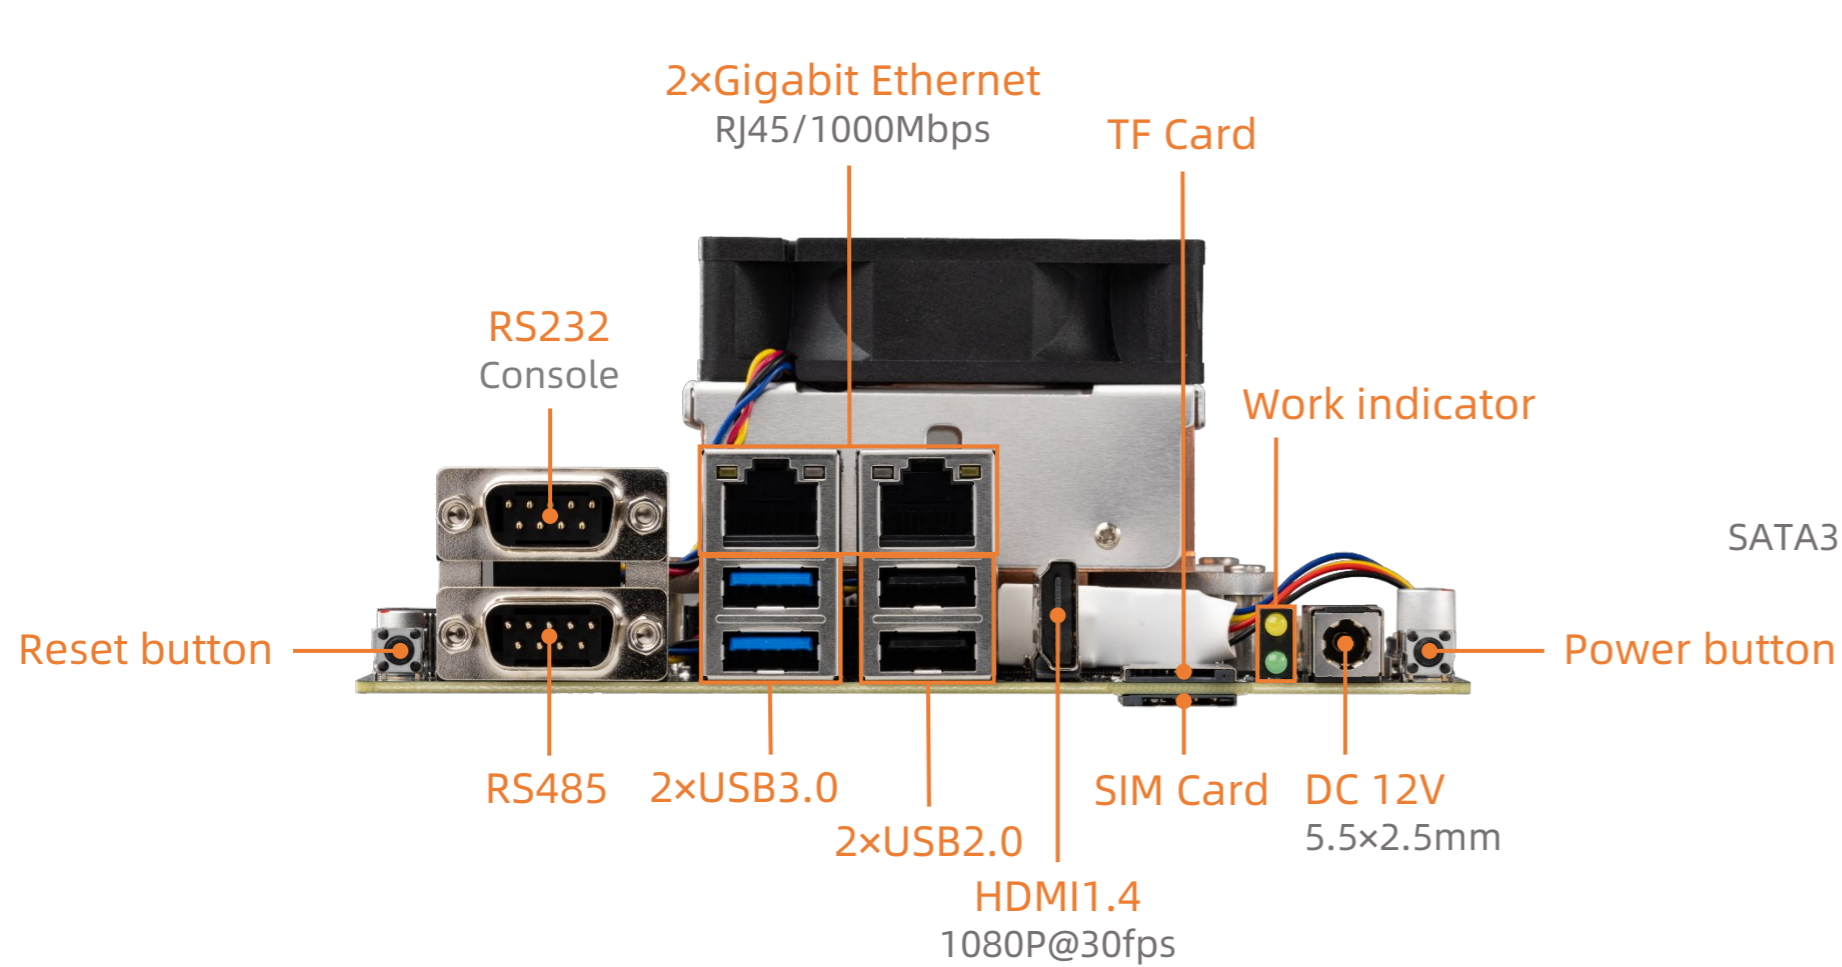 2×Gigabit Ethernet
RJ45/1000Mbps
TF Card
RS232
Console
Work indicator
SATA3
Reset button
Power button
RS485
2×USB3.0
SIM Card
DC 12V
5.5×2.5mm
2×USB2.0
HDMI1.4
1080P@30fps